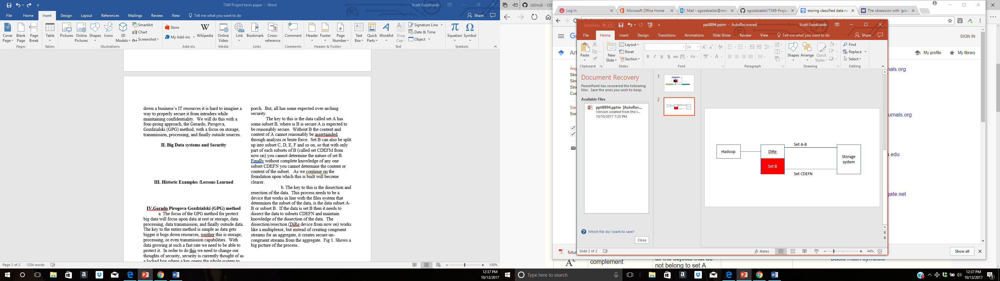 7349 Project term paper - Word
Scott Gozdzialski
File Home Insert Design Layout References Mailings Review View Tell me what you want to do
Share
Cover Page Blank Page Page Break
Table
Pictures Online Pictures Shapes Icons 3D Models SmartArt Chart Screenshot
Store My Add-ins Wikipedia
Online Video
Link Bookmark Cross-reference
Comment
Header Footer Page Number
Text Box Quick Parts WordArt Drop Cap Signature Line Date & Time Object
Equation Symbol
Pages Tables Illustrations Add-ins Media Links Comments Header & Footer Text Symbols
down a business's IT resources it is hard to imagine a
way to properly secure it from intruders while
maintaining confidentiality. We will do this with a
four-prong approach, the Gerardo, Pirogova,
Gozdzialski (GPG) method, with a focus on storage,
transmission, processing, and finally outside sources.
II. Big Data systems and Security
III. Historic Examples /Lessons Learned
IV.Gerado Pirogova Gozdzialski (GPG) method
a. The focus of the GPG method for protect
big data will focus upon data at rest or storage, data
processing, data transmission, and finally outside data.
The key to the entire method is simple as data gets
bigger it bogs down resources, weither this is storage,
processing, or even transmission capabilities. With
data growing at such a fast rate we need to be able to
protect it. In order to do this we need to change our
thoughts of security, security is currently thought of as
a locked box where a key opens the whole system to
porch. But, all has some expected over-arching
security.
The key to this is the data called set A has
some subset B, where is B is secure A is expected to
be reasonably secure. Without B the content and
context of A cannot reasonably be assertainded
through analysis or brute force. Set B can also be split
up into subset C, D, E, F and so on, so that with only
part of each subsets of B (called set CDEFM from
now on) you cannot determine the nature of set B.
Finally without complete knowledge of any one
subset CDEFN you cannot determine the content or
context of the subset. As we continue on the
foundation upon which this is built will become
clearer.
b. The key to this is the dissection and
resection of the data. This process needs to be a
device that works in line with the files system that
determines the subset of the data, is the data subset A-
B or subset B. If the data is set B then it needs to
dissect the data to subsets CDEFN and maintain
knowledge of the dissection of the data. The
dissection/resection (DiRe device from now on) works
like a multiplexor, but instead of creating congruent
streams for an aggregate, it creates secure un-
congruent streams from the aggregate. Fig 1. Shows a
big picture of the process.
Page 2 of 2 1254 words
100%
12:37 PM
10/13/2017
GitHub - DS
Log In
Microsoft Office Home
Mail - sgozdzialski@mail
sgozdzialski/7349-Projec
storing classified data ne
The obsession with 'gran
SIGN IN
My profile My library
Any
Sinc
Sinc
Sinc
Cus
Sor
Sor
nals.org
urnals.org
a.edu
gate.net
AutoSave Off
ppt8894.pptm - AutoRecovered
Scott Gozdzialski
File Home Insert Design Transitions Animations Slide Show Review View Tell me what you want to do
Share
Paste New Slide Layout Reset Section
24
Shapes Arrange Quick Styles
Find
Replace
Select
Clipboard Slides Font Paragraph Drawing Editing
Document Recovery
PowerPoint has recovered the following
files. Save the ones you wish to keep.
Available Files
ppt8894.pptm [AutoRec...
Version created from the l...
10/10/2017 7:25 PM
Which file do I want to save?
Close
1
2
Hadoop
DiRe
Set B
Set A-B
Set CDEFN
Storage
system
Slide 2 of 2
Notes
44%
futur
Show all
complement
all the objects that do
not belong to set A
Basic math symbols
Type here to search
12:37 PM
10/13/2017